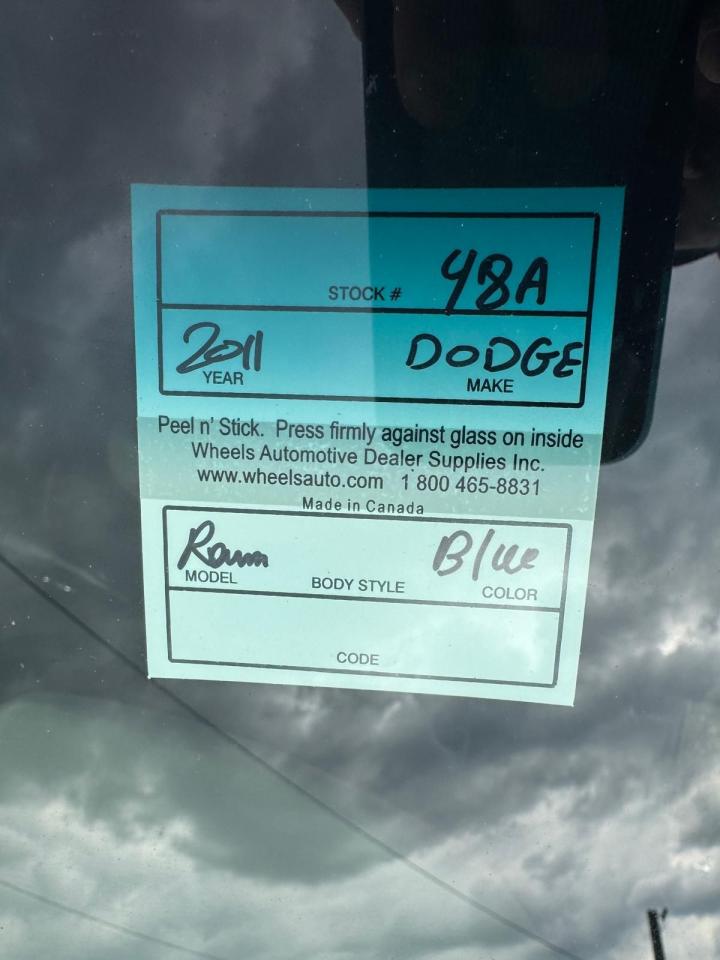 STOCK # 48A
2011 DODGE
YEAR MAKE
Peel n' Stick. Press firmly against glass on inside
Wheels Automotive Dealer Supplies Inc.
www.wheelsauto.com 1 800 465-8831
Made in Canada
Ram Blue
MODEL BODY STYLE COLOR
CODE